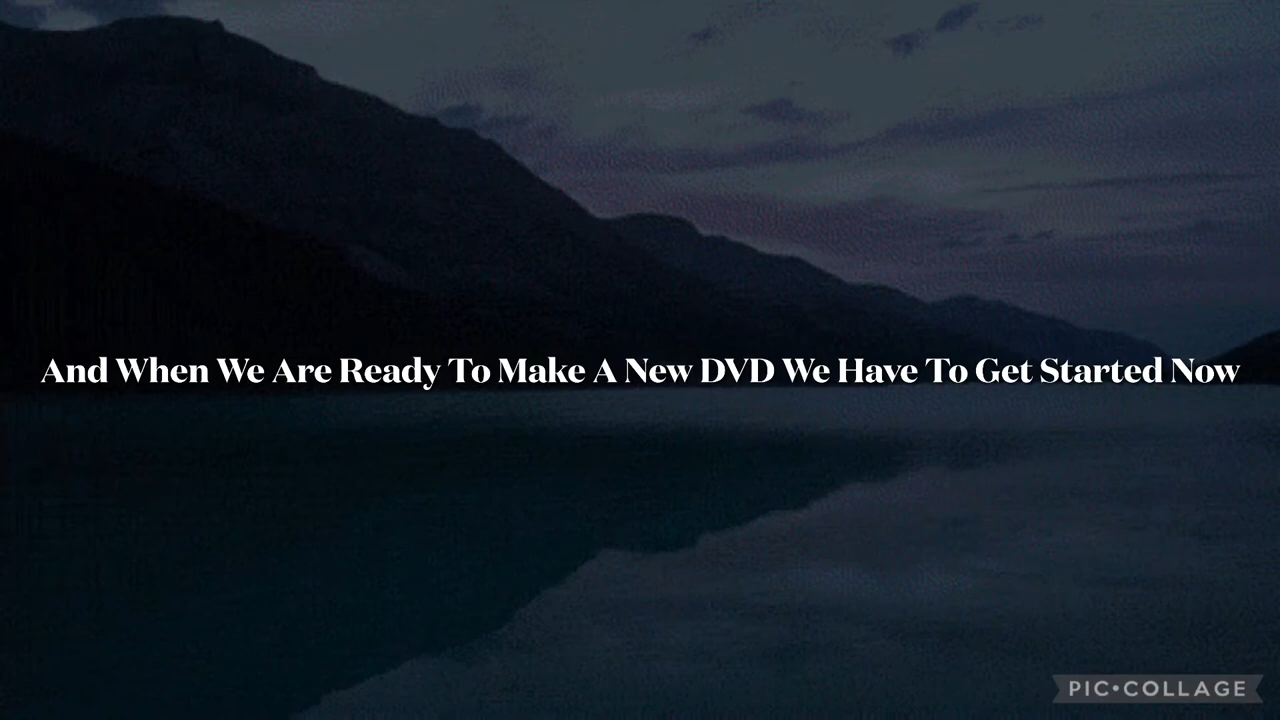 And When We Are Ready To Make A New DVD We Have To Get Started Now
PIC•COLLAGE